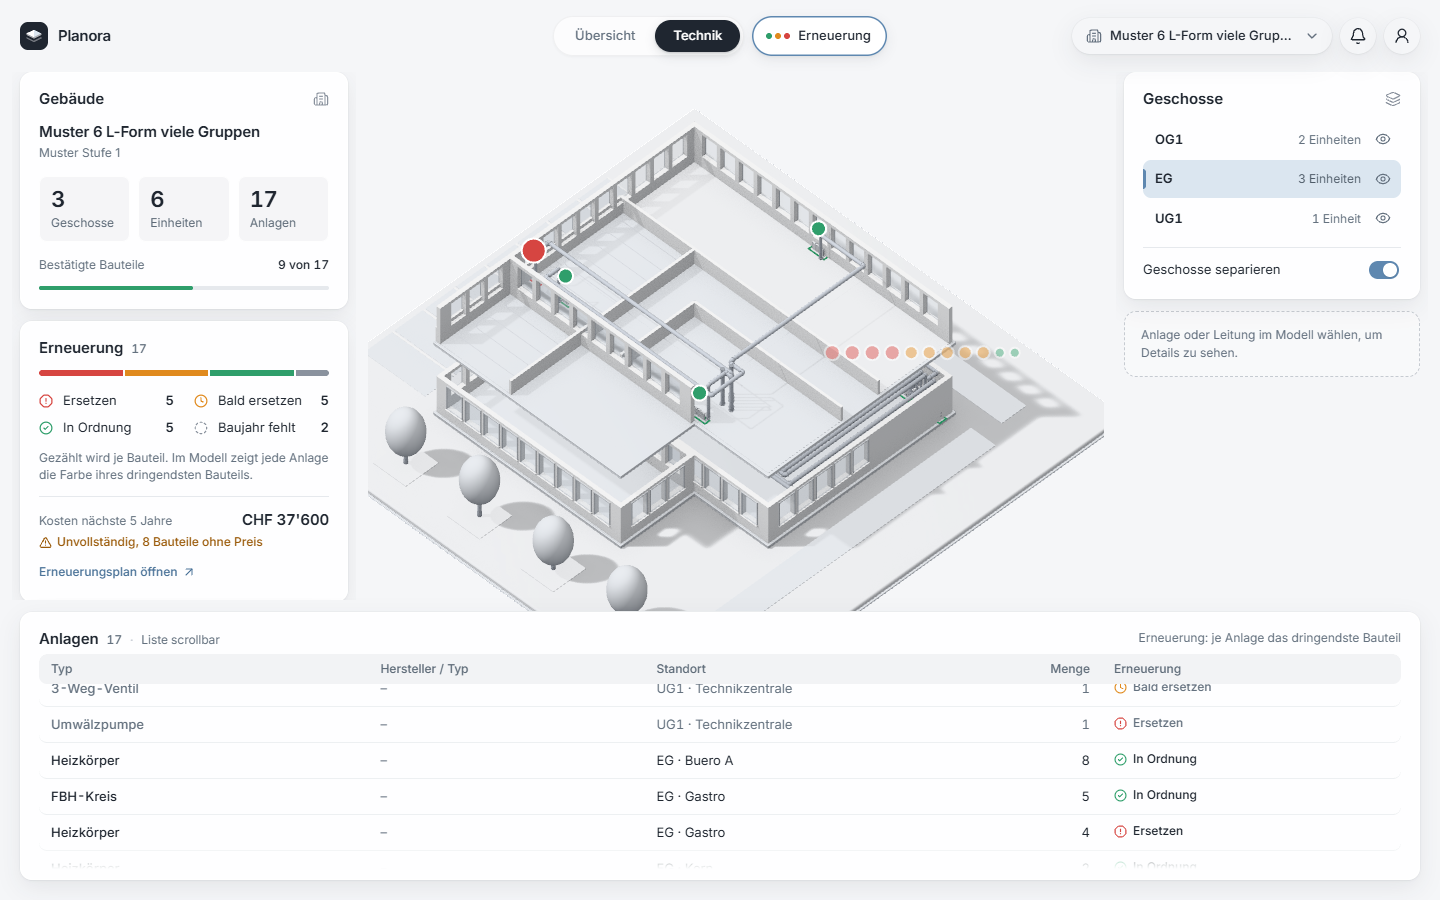 Planora
Übersicht
Technik
Erneuerung
Muster 6 L-Form viele Grup...
Gebäude
Muster 6 L-Form viele Gruppen
Muster Stufe 1
3
Geschosse
6
Einheiten
17
Anlagen
Bestätigte Bauteile 9 von 17
Erneuerung 17
Ersetzen 5
Bald ersetzen 5
In Ordnung 5
Baujahr fehlt 2
Gezählt wird je Bauteil. Im Modell zeigt jede Anlage
die Farbe ihres dringendsten Bauteils.
Kosten nächste 5 Jahre CHF 37'600
Unvollständig, 8 Bauteile ohne Preis
Erneuerungsplan öffnen
Geschosse
OG1 2 Einheiten
EG 3 Einheiten
UG1 1 Einheit
Geschosse separieren
Anlage oder Leitung im Modell wählen, um
Details zu sehen.
Anlagen 17 · Liste scrollbar
Erneuerung: je Anlage das dringendste Bauteil
Typ Hersteller / Typ Standort Menge Erneuerung
3-Weg-Ventil – UG1 · Technikzentrale 1 Bald ersetzen
Umwälzpumpe – UG1 · Technikzentrale 1 Ersetzen
Heizkörper – EG · Buero A 8 In Ordnung
FBH-Kreis – EG · Gastro 5 In Ordnung
Heizkörper – EG · Gastro 4 Ersetzen